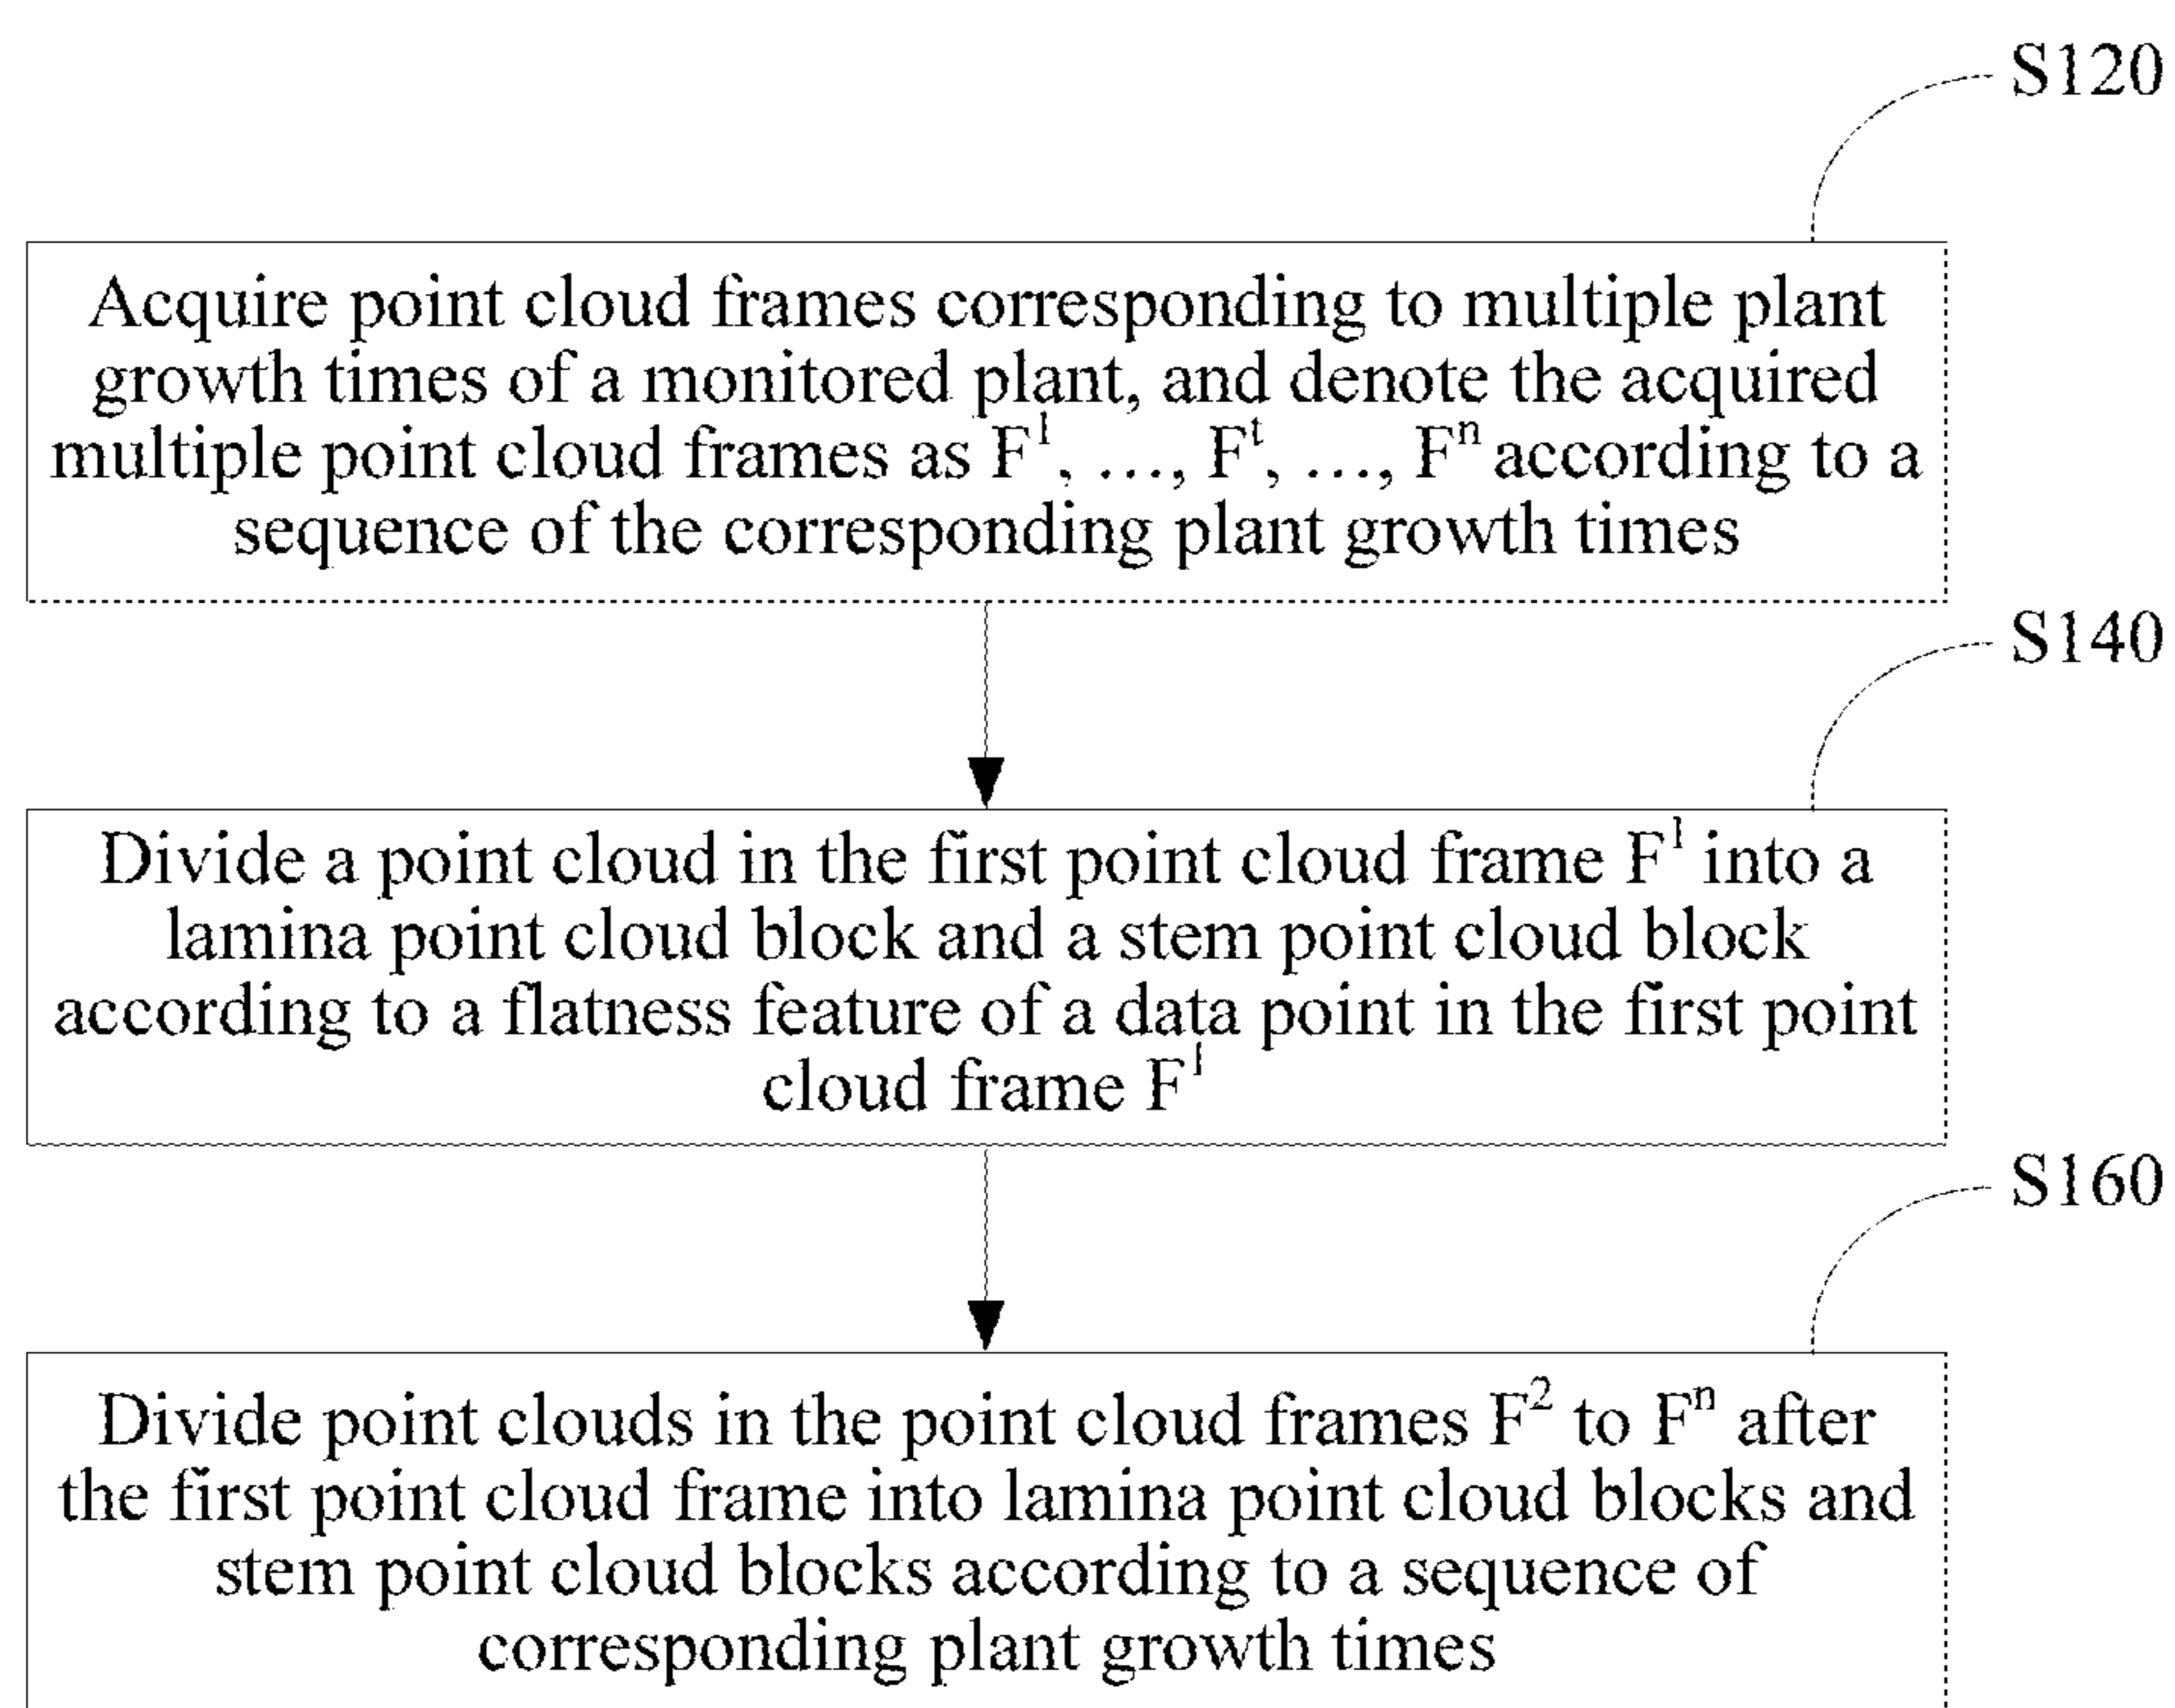 S120
Acquire point cloud frames corresponding to multiple plant
growth times of a monitored plant, and denote the acquired
multiple point cloud frames as F¹, ..., Fᵗ, ..., Fⁿ according to a
sequence of the corresponding plant growth times
S140
Divide a point cloud in the first point cloud frame F¹ into a
lamina point cloud block and a stem point cloud block
according to a flatness feature of a data point in the first point
cloud frame F¹
S160
Divide point clouds in the point cloud frames F² to Fⁿ after
the first point cloud frame into lamina point cloud blocks and
stem point cloud blocks according to a sequence of
corresponding plant growth times